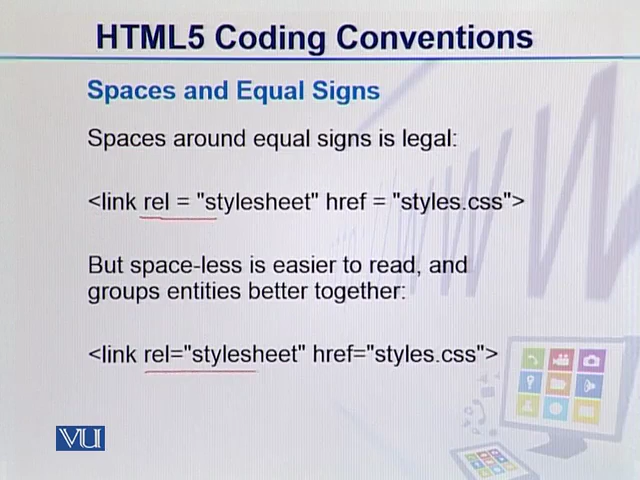 HTML5 Coding Conventions
Spaces and Equal Signs
Spaces around equal signs is legal:
<link rel = "stylesheet" href = "styles.css">
But space-less is easier to read, and
groups entities better together:
<link rel="stylesheet" href="styles.css">
VU